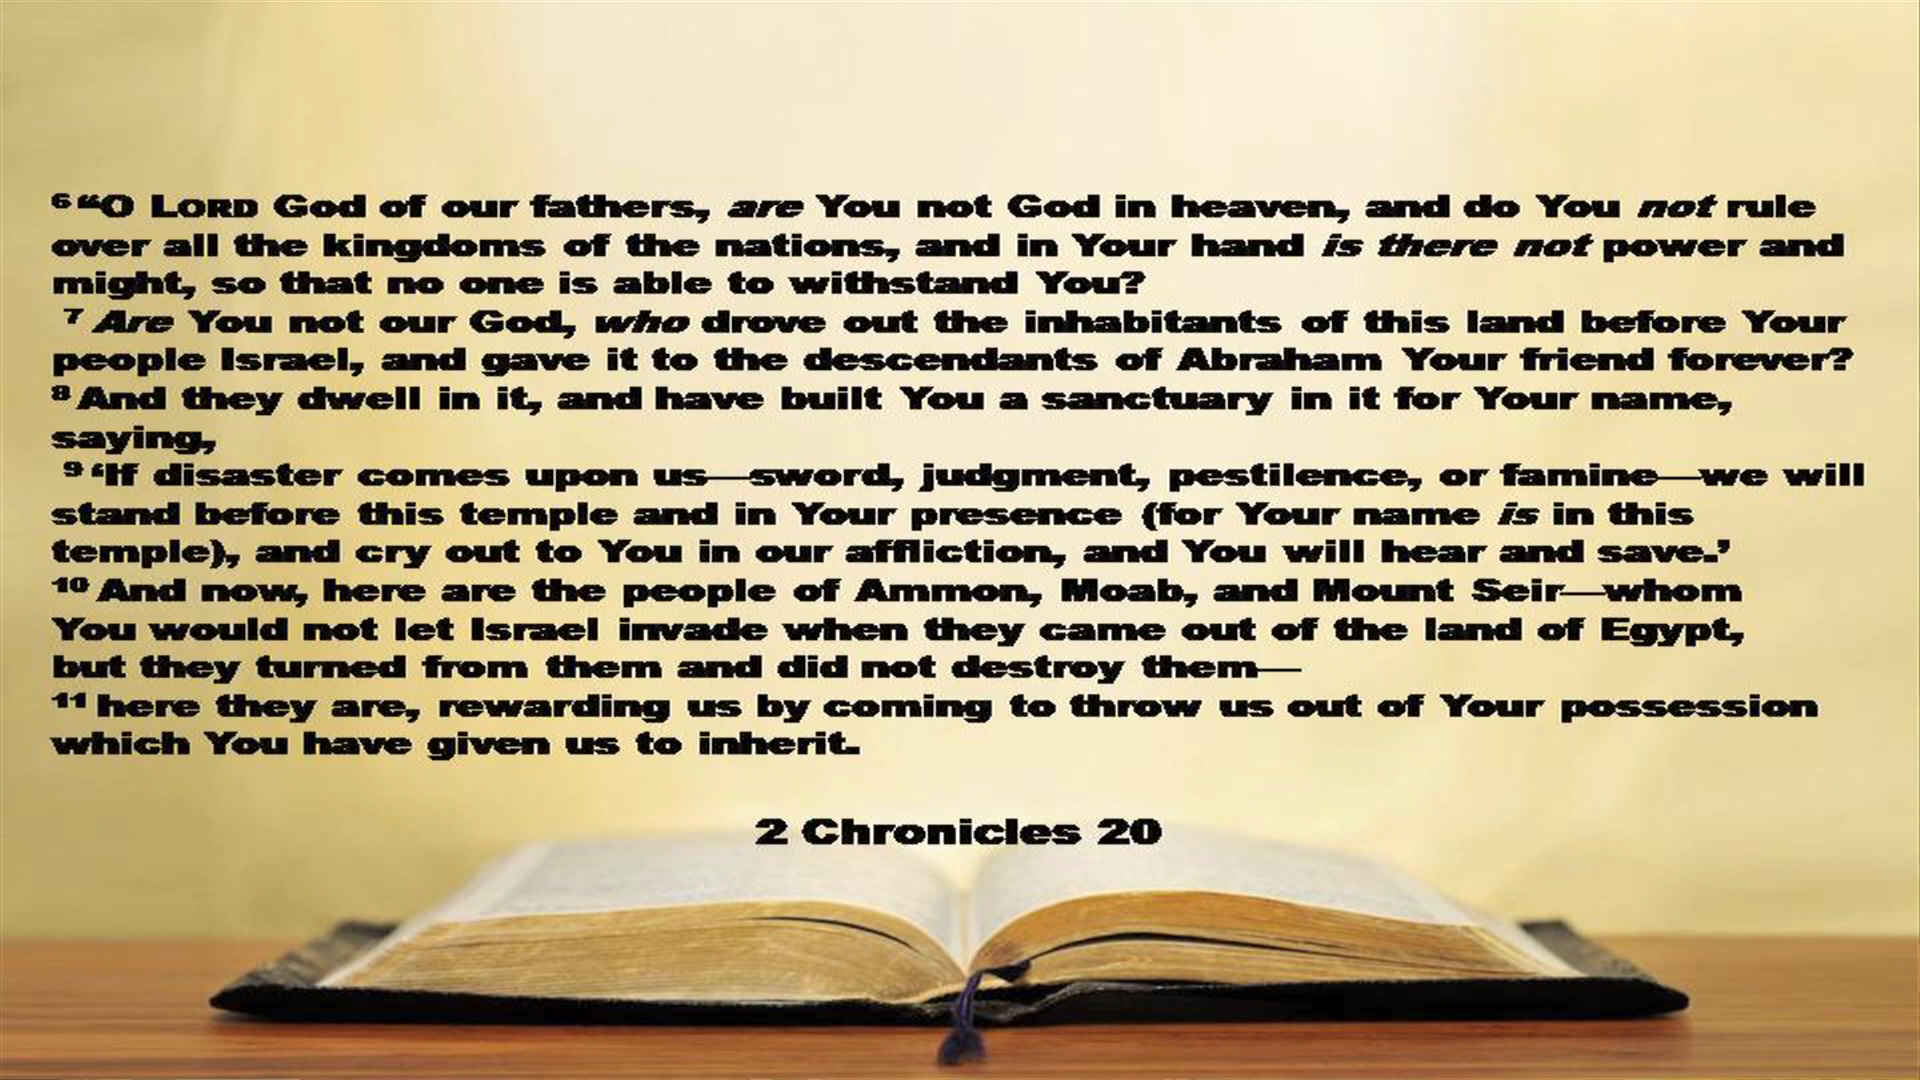 ⁶ “O LORD God of our fathers, are You not God in heaven, and do You not rule
over all the kingdoms of the nations, and in Your hand is there not power and
might, so that no one is able to withstand You?
⁷ Are You not our God, who drove out the inhabitants of this land before Your
people Israel, and gave it to the descendants of Abraham Your friend forever?
⁸ And they dwell in it, and have built You a sanctuary in it for Your name,
saying,
⁹ ‘If disaster comes upon us—sword, judgment, pestilence, or famine—we will
stand before this temple and in Your presence (for Your name is in this
temple), and cry out to You in our affliction, and You will hear and save.’
¹⁰ And now, here are the people of Ammon, Moab, and Mount Seir—whom
You would not let Israel invade when they came out of the land of Egypt,
but they turned from them and did not destroy them—
¹¹ here they are, rewarding us by coming to throw us out of Your possession
which You have given us to inherit.
2 Chronicles 20